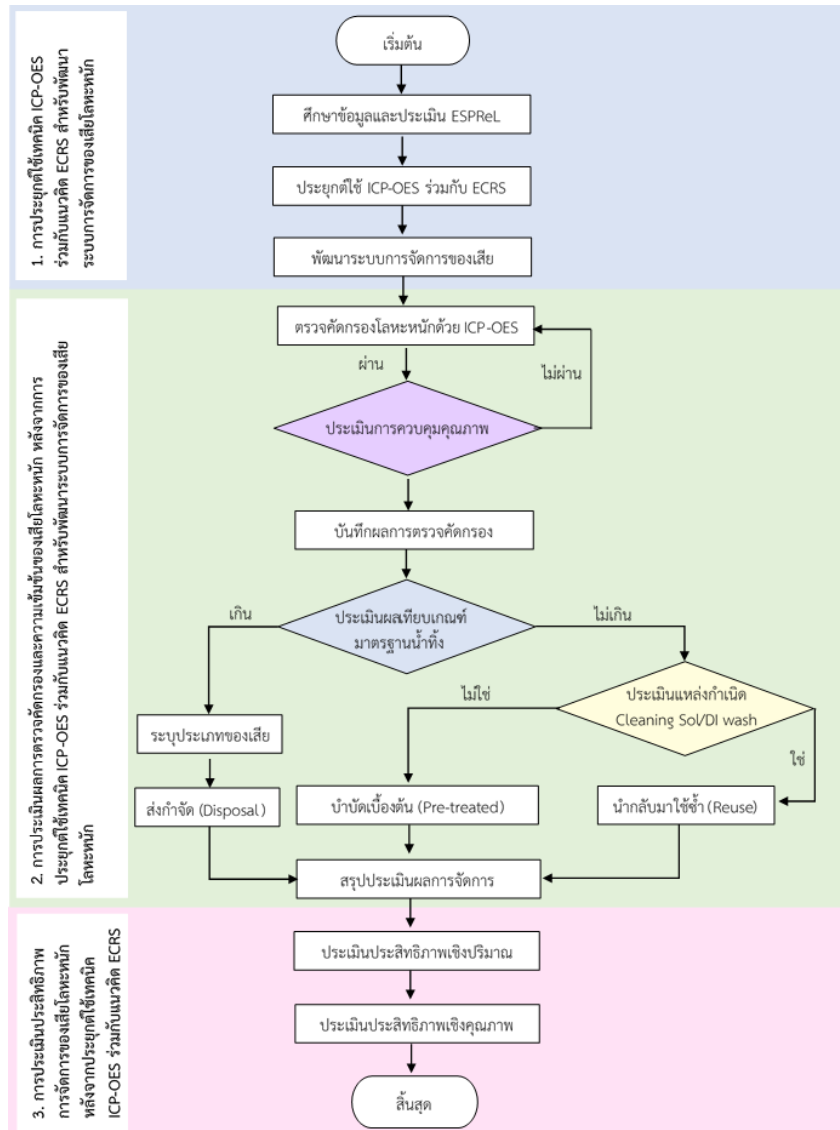 1. การประยุกต์ใช้เทคนิค ICP-OES
ร่วมกับแนวคิด ECRS สำหรับพัฒนา
ระบบการจัดการของเสียโลหะหนัก
เริ่มต้น
ศึกษาข้อมูลและประเมิน ESPReL
ประยุกต์ใช้ ICP-OES ร่วมกับ ECRS
พัฒนาระบบการจัดการของเสีย
2. การประเมินผลการตรวจคัดกรองและความเข้มข้นของเสียโลหะหนัก หลังจากการ
ประยุกต์ใช้เทคนิค ICP-OES ร่วมกับแนวคิด ECRS สำหรับพัฒนาระบบการจัดการของเสีย
โลหะหนัก
ตรวจคัดกรองโลหะหนักด้วย ICP-OES
ผ่าน
ไม่ผ่าน
ประเมินการควบคุมคุณภาพ
บันทึกผลการตรวจคัดกรอง
เกิน
ประเมินผลเทียบเกณฑ์
มาตรฐานน้ำทิ้ง
ไม่เกิน
ไม่ใช่
ประเมินแหล่งกำเนิด
Cleaning Sol/DI wash
ใช่
ระบุประเภทของเสีย
ส่งกำจัด (Disposal)
บำบัดเบื้องต้น (Pre-treated)
นำกลับมาใช้ซ้ำ (Reuse)
สรุปประเมินผลการจัดการ
3. การประเมินประสิทธิภาพ
การจัดการของเสียโลหะหนัก
หลังจากประยุกต์ใช้เทคนิค
ICP-OES ร่วมกับแนวคิด ECRS
ประเมินประสิทธิภาพเชิงปริมาณ
ประเมินประสิทธิภาพเชิงคุณภาพ
สิ้นสุด